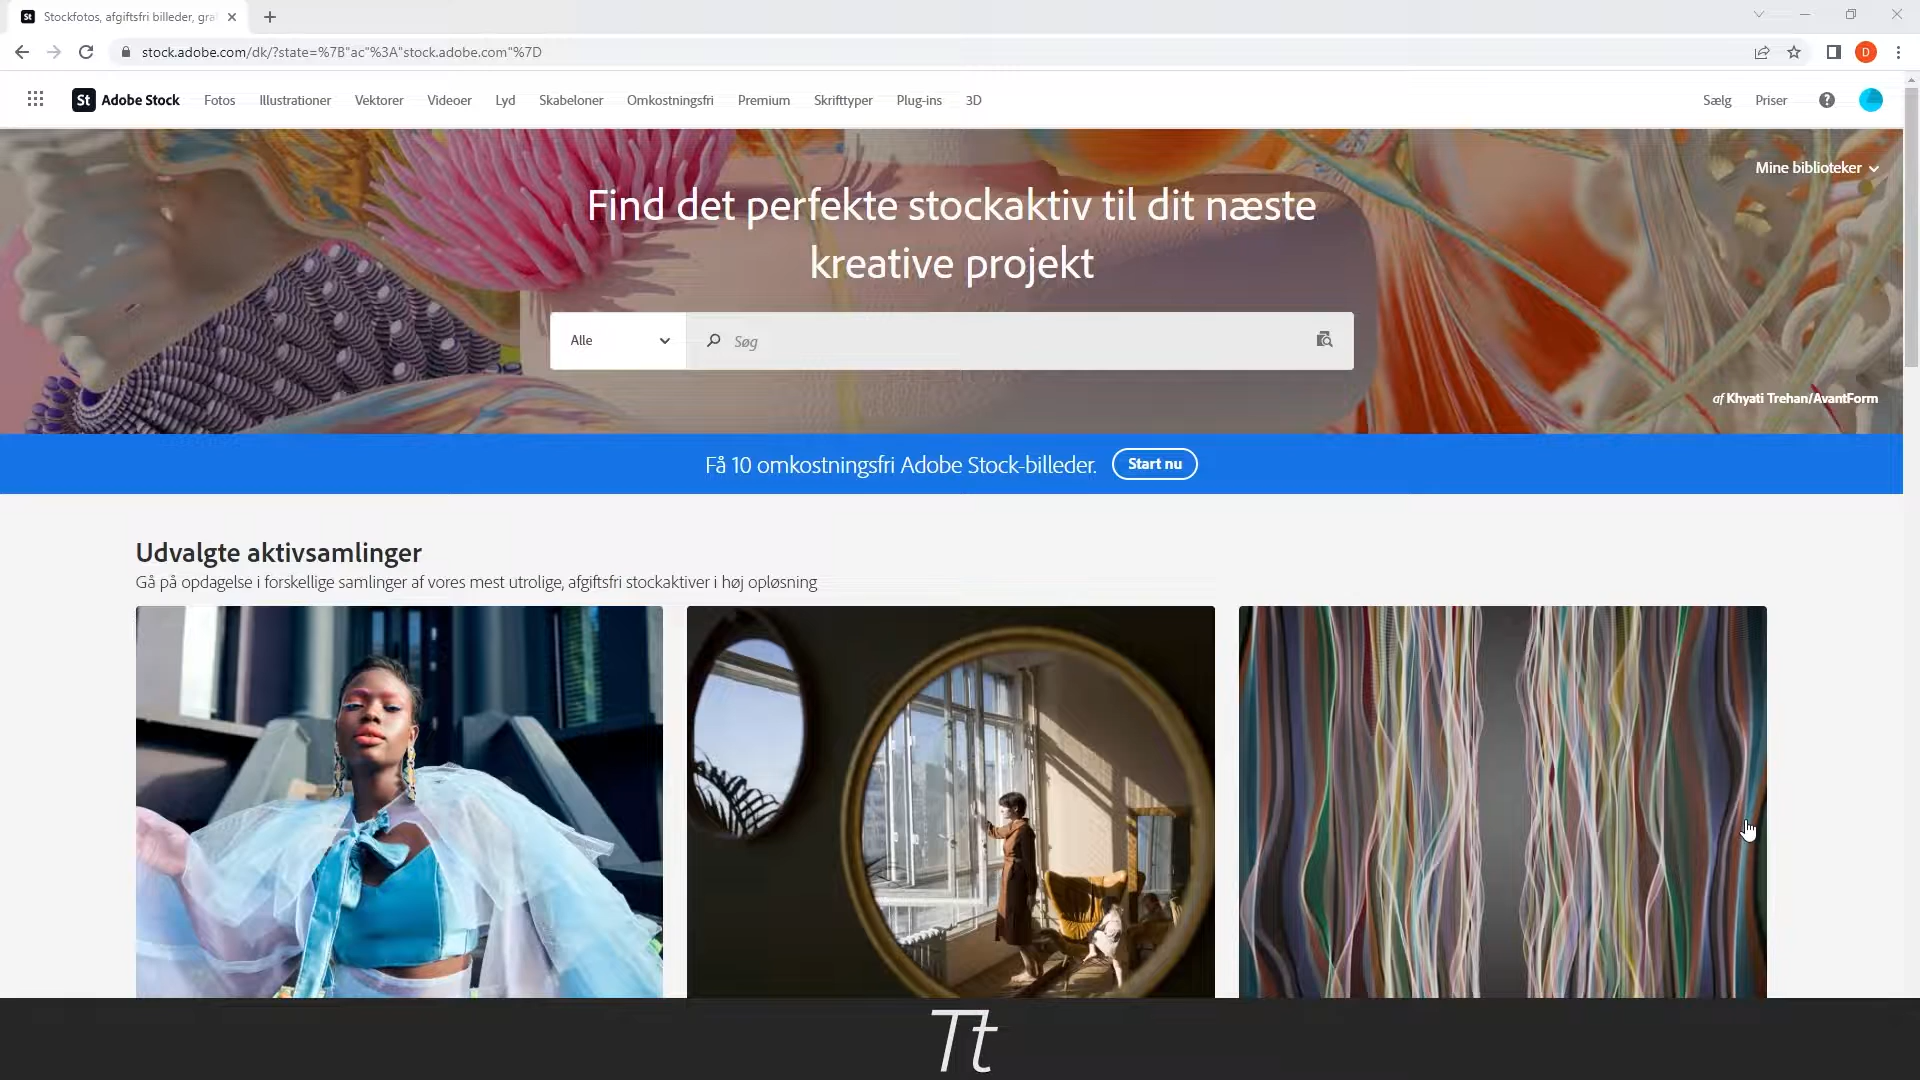 Stockfotos, afgiftsfri billeder, gra
stock.adobe.com/dk/?state=%7B"ac"%3A"stock.adobe.com"%7D
D
St Adobe Stock Fotos Illustrationer Vektorer Videoer Lyd Skabeloner Omkostningsfri Premium Skrifttyper Plug-ins 3D Sælg Priser ?
Mine biblioteker
Find det perfekte stockaktiv til dit næste
kreative projekt
Alle Søg
af Khyati Trehan/AvantForm
Få 10 omkostningsfri Adobe Stock-billeder. Start nu
Udvalgte aktivsamlinger
Gå på opdagelse i forskellige samlinger af vores mest utrolige, afgiftsfri stockaktiver i høj opløsning
Tt